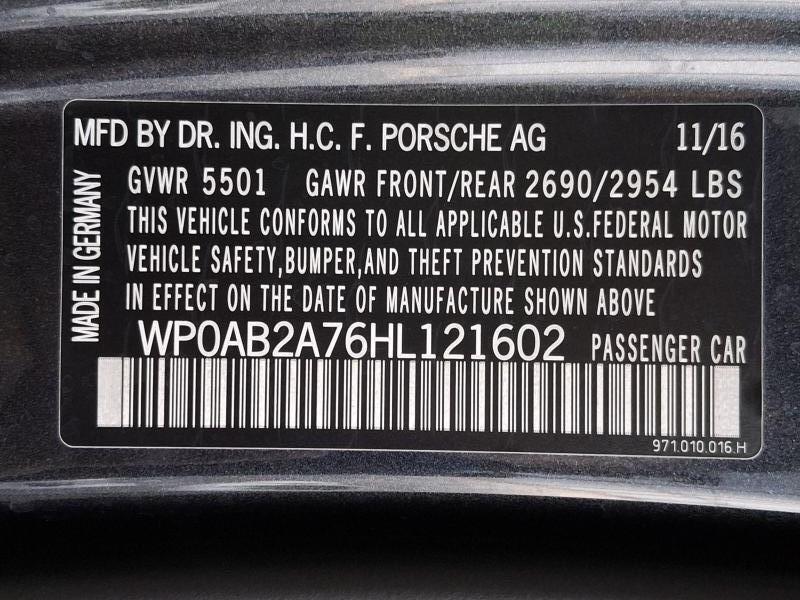 MFD BY DR. ING. H.C. F. PORSCHE AG 11/16
GVWR 5501 GAWR FRONT/REAR 2690/2954 LBS
THIS VEHICLE CONFORMS TO ALL APPLICABLE U.S.FEDERAL MOTOR
VEHICLE SAFETY,BUMPER,AND THEFT PREVENTION STANDARDS
IN EFFECT ON THE DATE OF MANUFACTURE SHOWN ABOVE
MADE IN GERMANY
WP0AB2A76HL121602 PASSENGER CAR
971.010.016.H